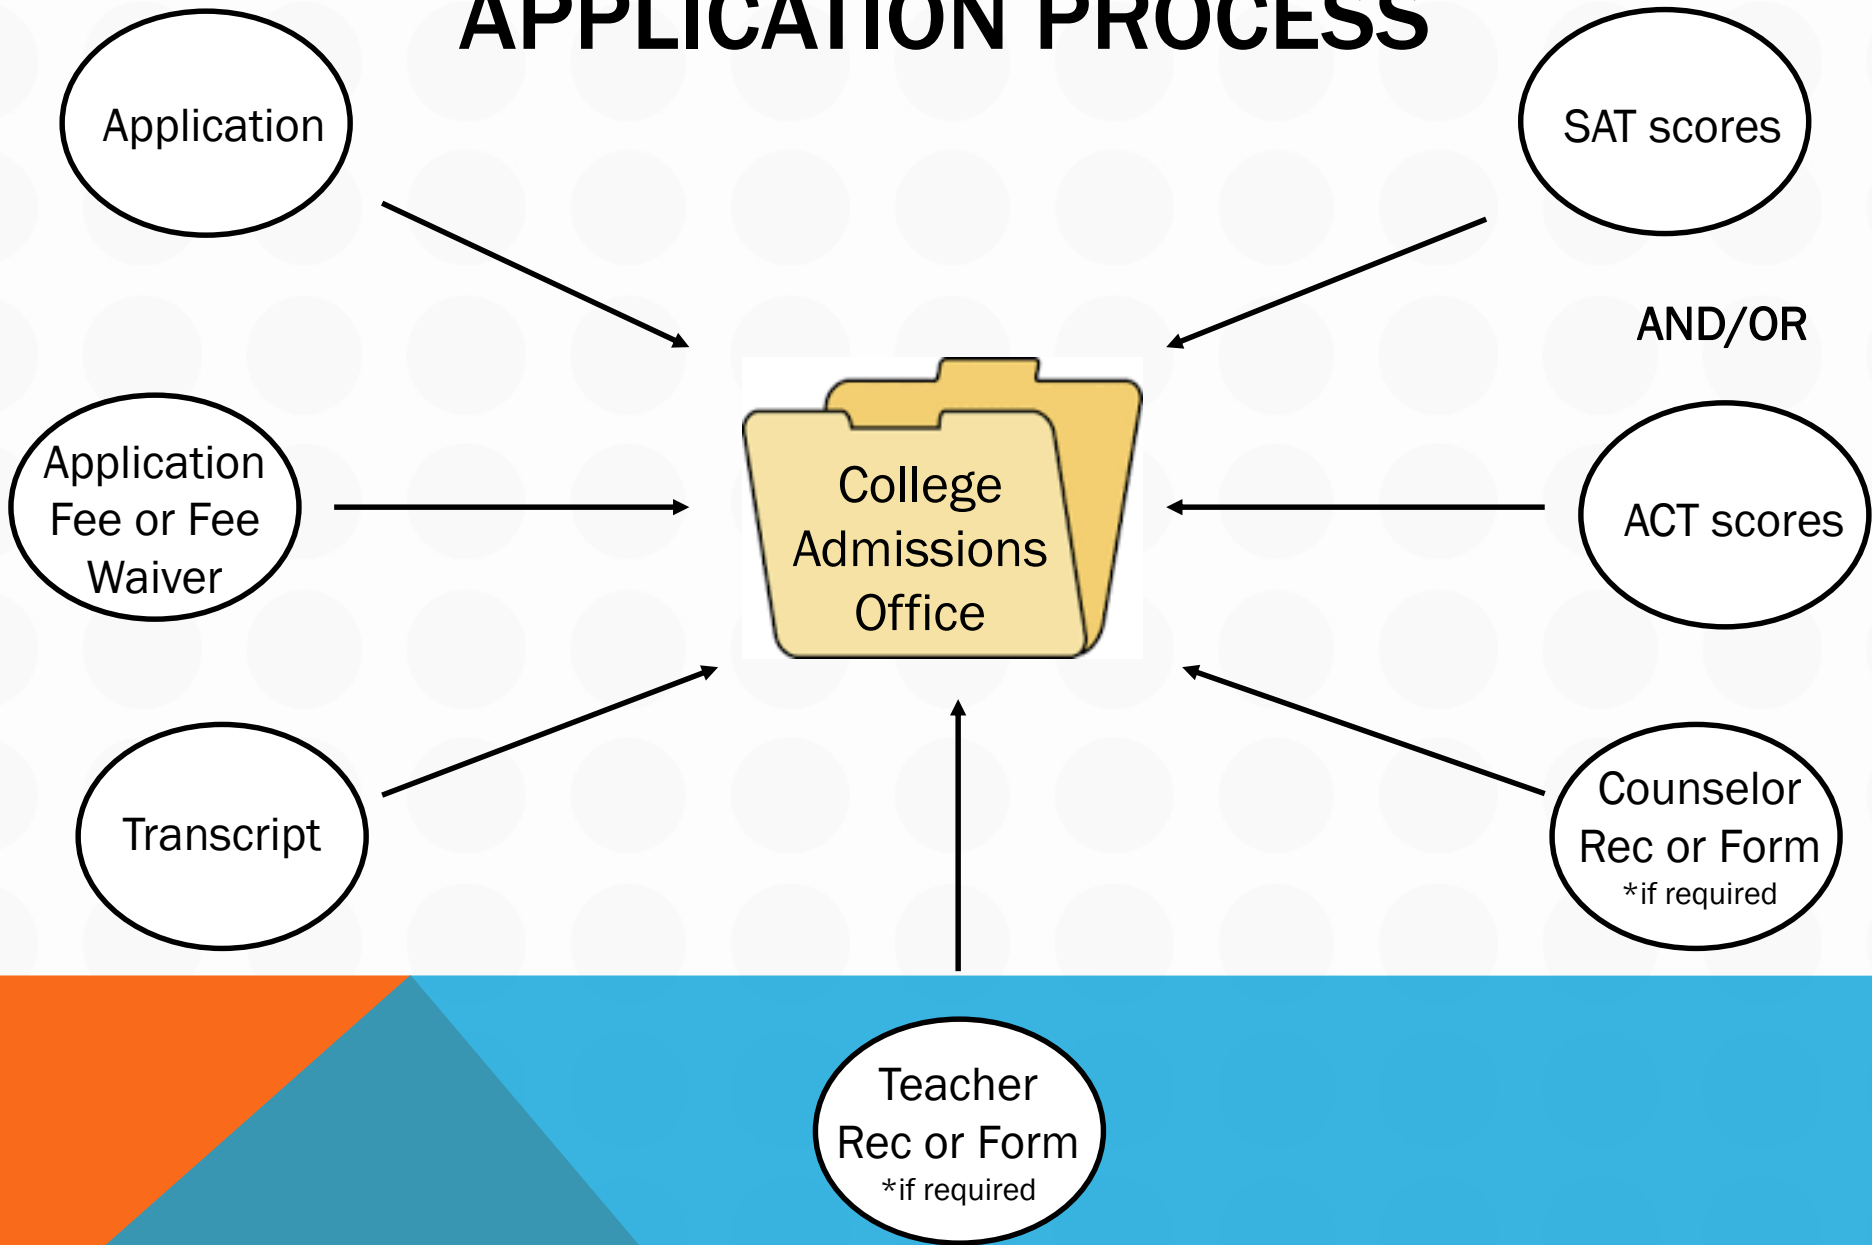 APPLICATION PROCESS
Application
SAT scores
AND/OR
Application
Fee or Fee
Waiver
College
Admissions
Office
ACT scores
Transcript
Counselor
Rec or Form
*if required
Teacher
Rec or Form
*if required